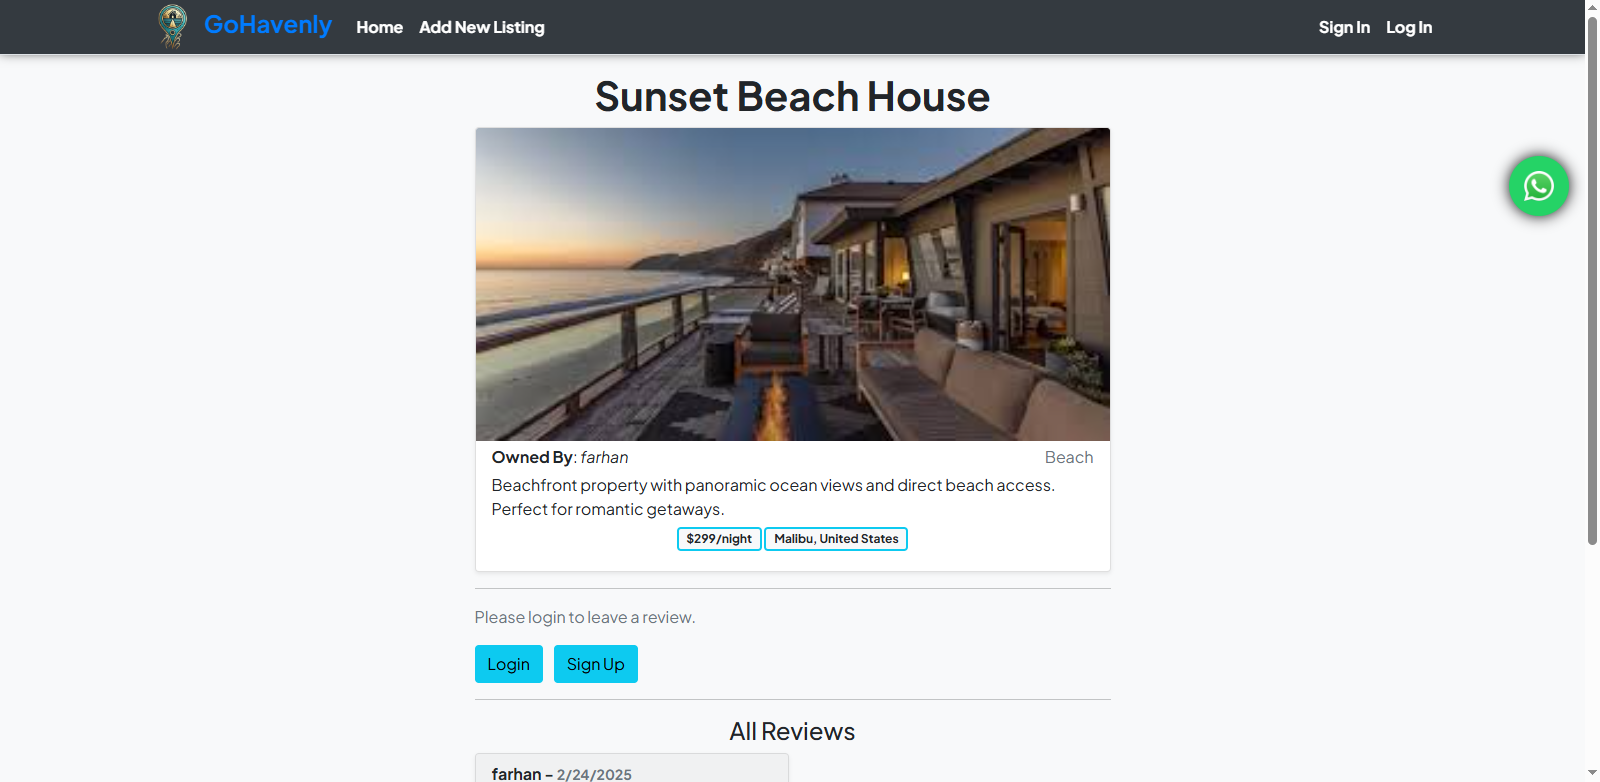 GoHavenly Home Add New Listing Sign In Log In
Sunset Beach House
Owned By: farhan Beach
Beachfront property with panoramic ocean views and direct beach access.
Perfect for romantic getaways.
$299/night Malibu, United States
Please login to leave a review.
Login Sign Up
All Reviews
farhan – 2/24/2025